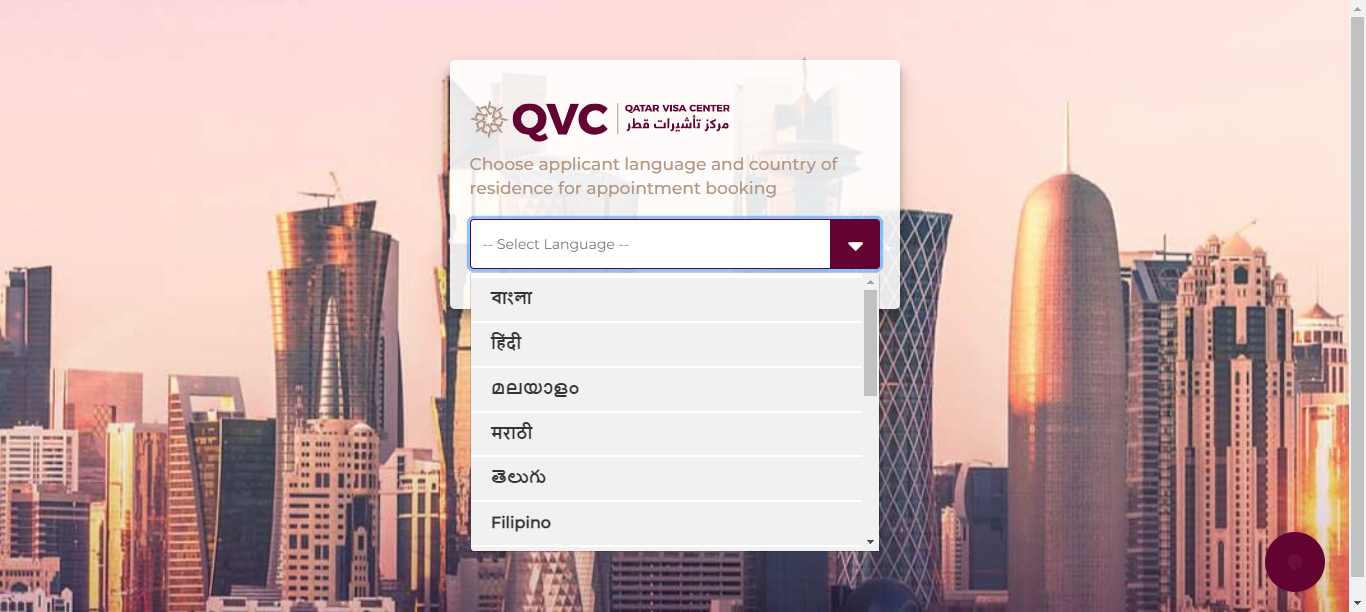 QVC
QATAR VISA CENTER
مركز تأشيرات قطر
Choose applicant language and country of
residence for appointment booking
-- Select Language --
বাংলা
हिंदी
മലയാളം
मराठी
తెలుగు
Filipino